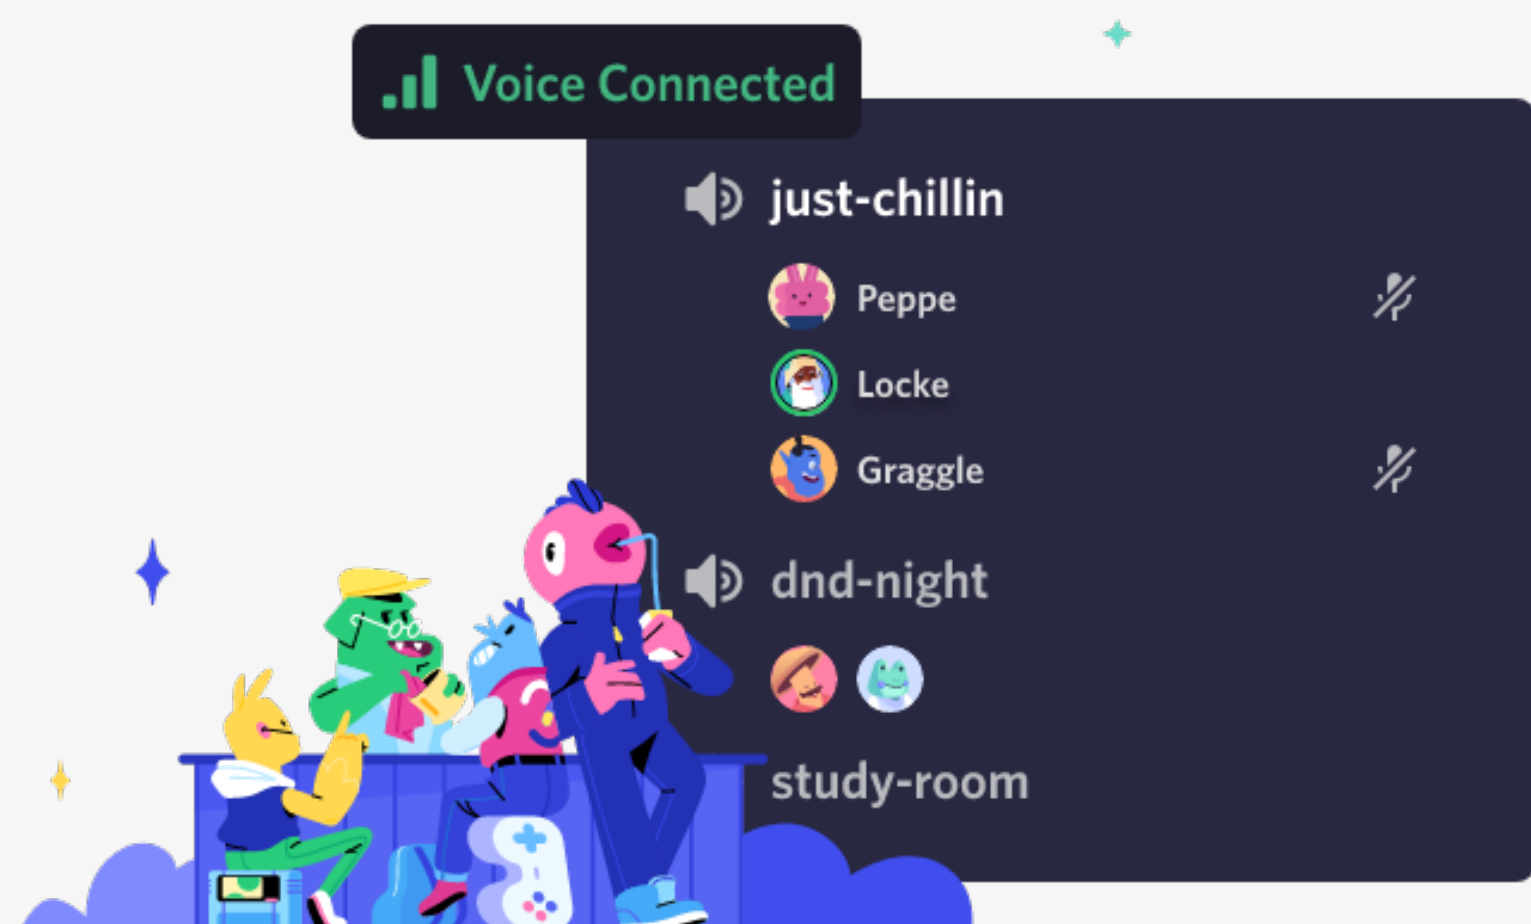 Voice Connected
just-chillin
Peppe
Locke
Graggle
dnd-night
study-room